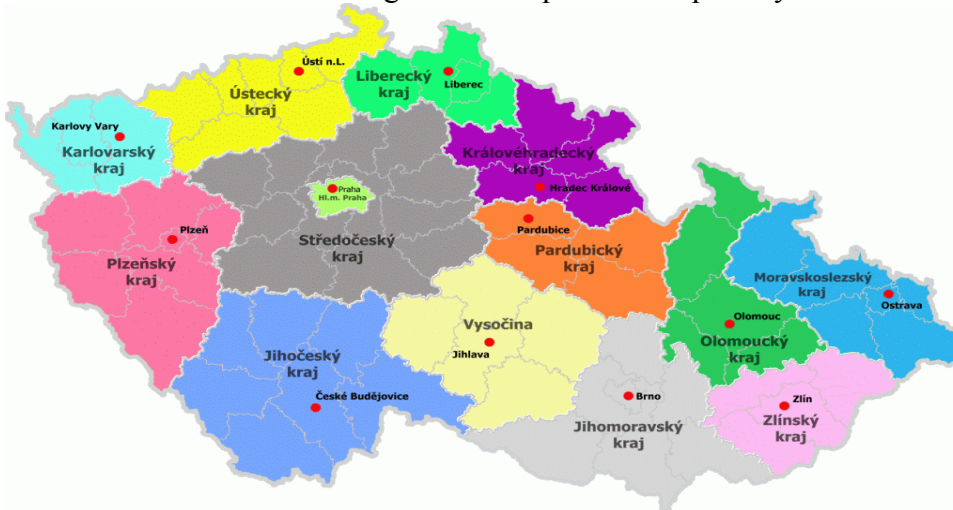 Ústí n.L.
Ústecký
kraj
Liberecký
kraj
Liberec
Karlovy Vary
Karlovarský
kraj
Královéhradecký
kraj
Hradec Králové
Praha
Hl.m. Praha
Středočeský
kraj
Plzeň
Plzeňský
kraj
Pardubice
Pardubický
kraj
Moravskoslezský
kraj
Ostrava
Olomouc
Olomoucký
kraj
Vysočina
Jihlava
Jihočeský
kraj
České Budějovice
Brno
Jihomoravský
kraj
Zlín
Zlínský
kraj